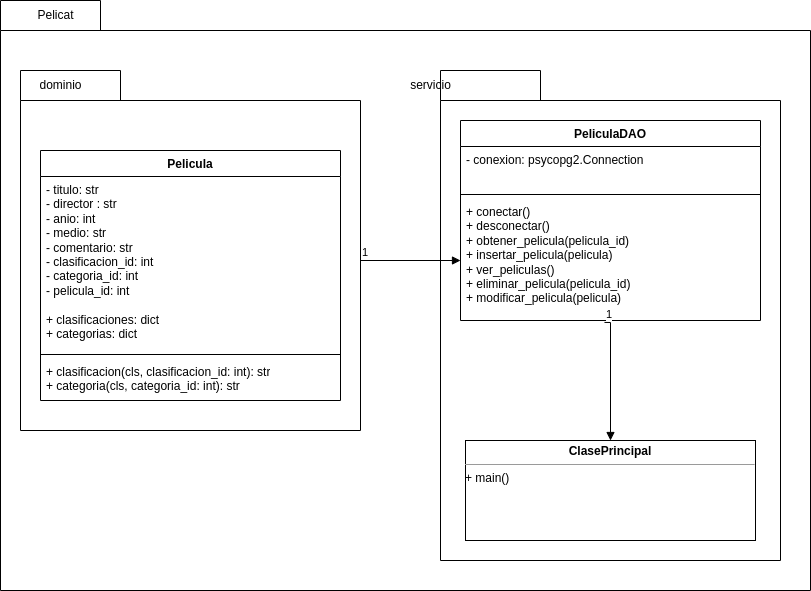 Pelicat
dominio
Pelicula
- titulo: str
- director : str
- anio: int
- medio: str
- comentario: str
- clasificacion_id: int
- categoria_id: int
- pelicula_id: int
+ clasificaciones: dict
+ categorias: dict
+ clasificacion(cls, clasificacion_id: int): str
+ categoria(cls, categoria_id: int): str
1
servicio
PeliculaDAO
- conexion: psycopg2.Connection
+ conectar()
+ desconectar()
+ obtener_pelicula(pelicula_id)
+ insertar_pelicula(pelicula)
+ ver_peliculas()
+ eliminar_pelicula(pelicula_id)
+ modificar_pelicula(pelicula)
1
ClasePrincipal
+ main()